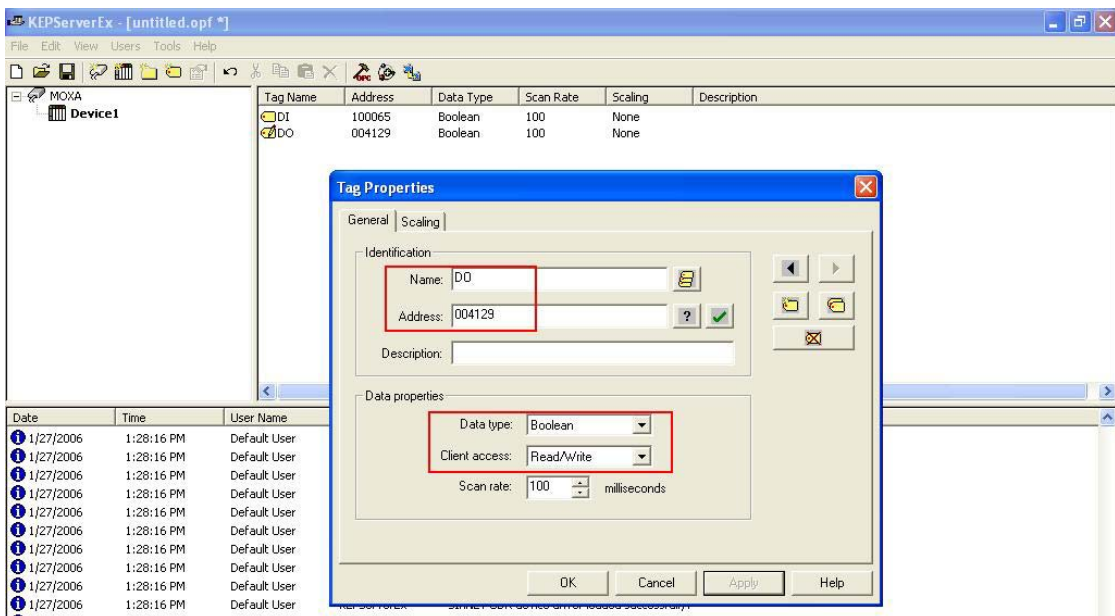 KEPServerEx - [untitled.opf *]
File Edit View Users Tools Help
MOXA
Device1
Tag Name Address Data Type Scan Rate Scaling Description
DI 100065 Boolean 100 None
DO 004129 Boolean 100 None
Tag Properties
General Scaling
Identification
Name: DO
Address: 004129
Description:
Data properties
Data type: Boolean
Client access: Read/Write
Scan rate: 100 milliseconds
OK Cancel Apply Help
Date Time User Name
1/27/2006 1:28:16 PM Default User
1/27/2006 1:28:16 PM Default User
1/27/2006 1:28:16 PM Default User
1/27/2006 1:28:16 PM Default User
1/27/2006 1:28:16 PM Default User
1/27/2006 1:28:16 PM Default User
1/27/2006 1:28:16 PM Default User
1/27/2006 1:28:16 PM Default User
1/27/2006 1:28:16 PM Default User
1/27/2006 1:28:16 PM Default User